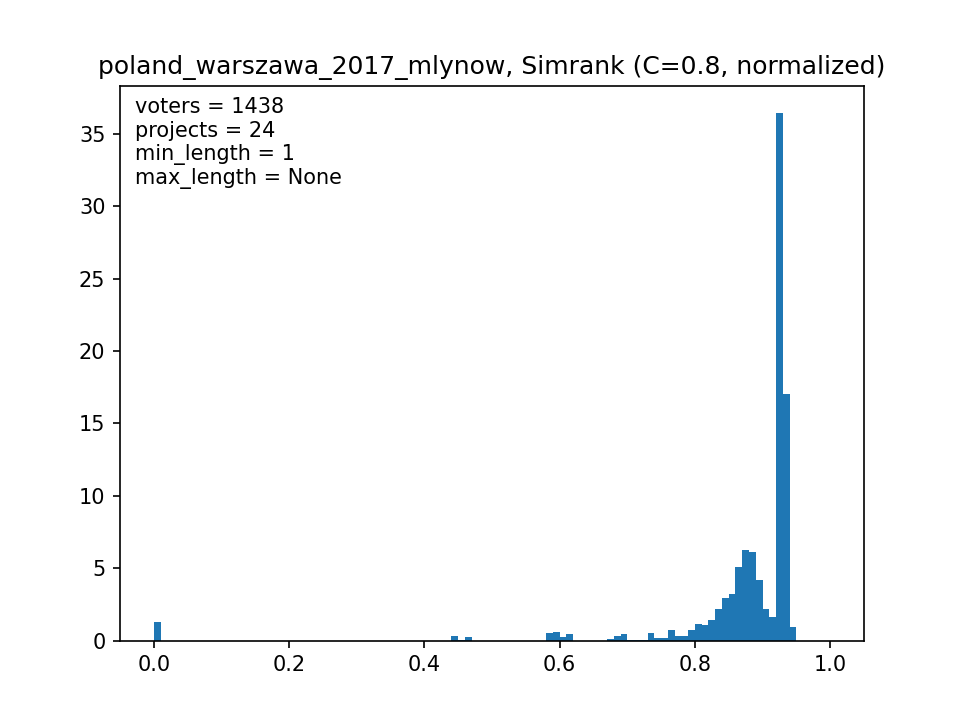 poland_warszawa_2017_mlynow, Simrank (C=0.8, normalized)
voters = 1438
projects = 24
min_length = 1
max_length = None
35
30
25
20
15
10
5
0
0.0 0.2 0.4 0.6 0.8 1.0